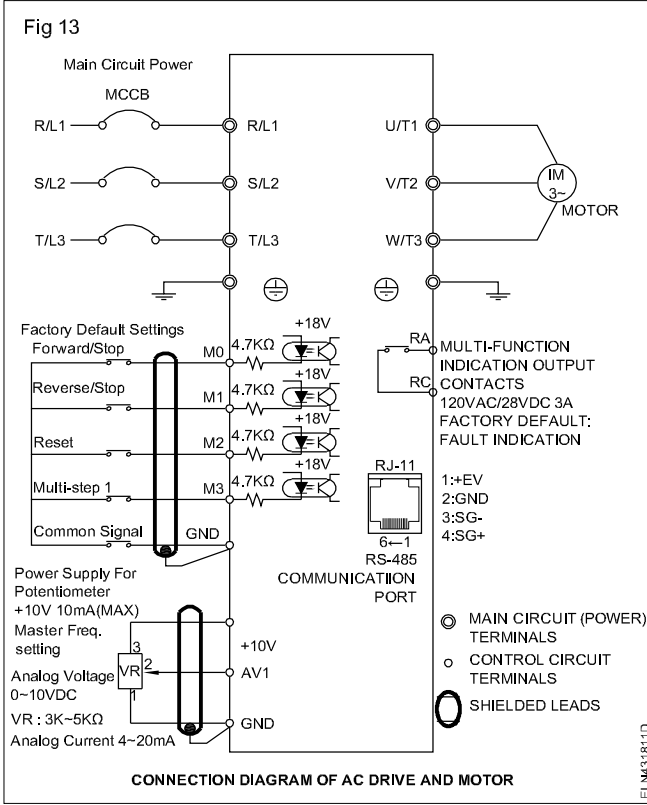 Fig 13
Main Circuit Power
MCCB
R/L1
R/L1
U/T1
S/L2
S/L2
V/T2
IM
3~
MOTOR
T/L3
T/L3
W/T3
Factory Default Settings
Forward/Stop
M0
4.7KΩ
+18V
Reverse/Stop
M1
4.7KΩ
+18V
Reset
M2
4.7KΩ
+18V
Multi-step 1
M3
4.7KΩ
+18V
Common Signal
GND
RA
RC
MULTI-FUNCTION
INDICATION OUTPUT
CONTACTS
120VAC/28VDC 3A
FACTORY DEFAULT:
FAULT INDICATION
RJ-11
6←1
RS-485
COMMUNICATIION
PORT
1:+EV
2:GND
3:SG-
4:SG+
Power Supply For
Potentiometer
+10V 10mA(MAX)
Master Freq.
setting
3
VR
2
1
Analog Voltage
0~10VDC
VR : 3K~5KΩ
Analog Current 4~20mA
+10V
AV1
GND
MAIN CIRCUIT (POWER)
TERMINALS
CONTROL CIRCUIT
TERMINALS
SHIELDED LEADS
CONNECTION DIAGRAM OF AC DRIVE AND MOTOR
ELN431811D